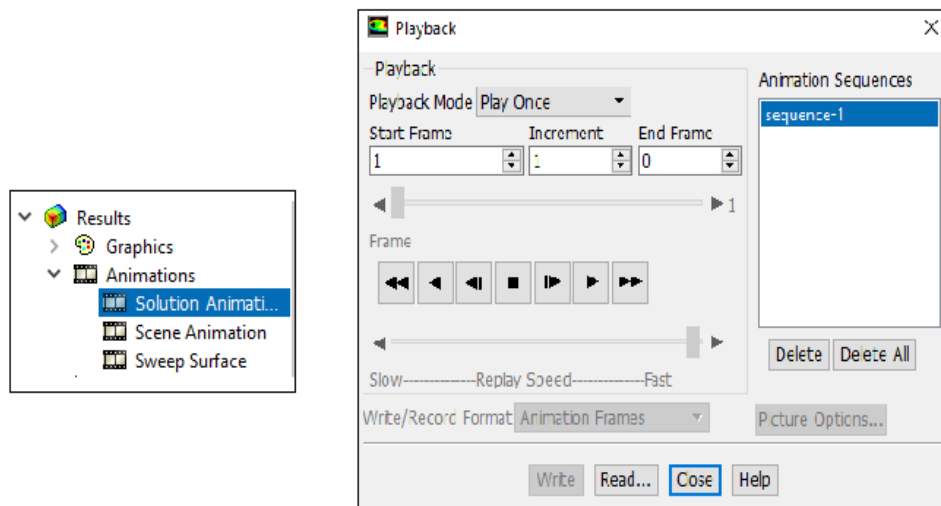 Results
Graphics
Animations
Solution Animati...
Scene Animation
Sweep Surface
Playback
Playback
Playback Mode Play Once
Start Frame Increment End Frame
1 1 0
1
Frame
Slow--------------Replay Speed--------------Fast
Write/Record Format Animation Frames
Animation Sequences
sequence-1
Delete Delete All
Picture Options...
Write Read... Close Help